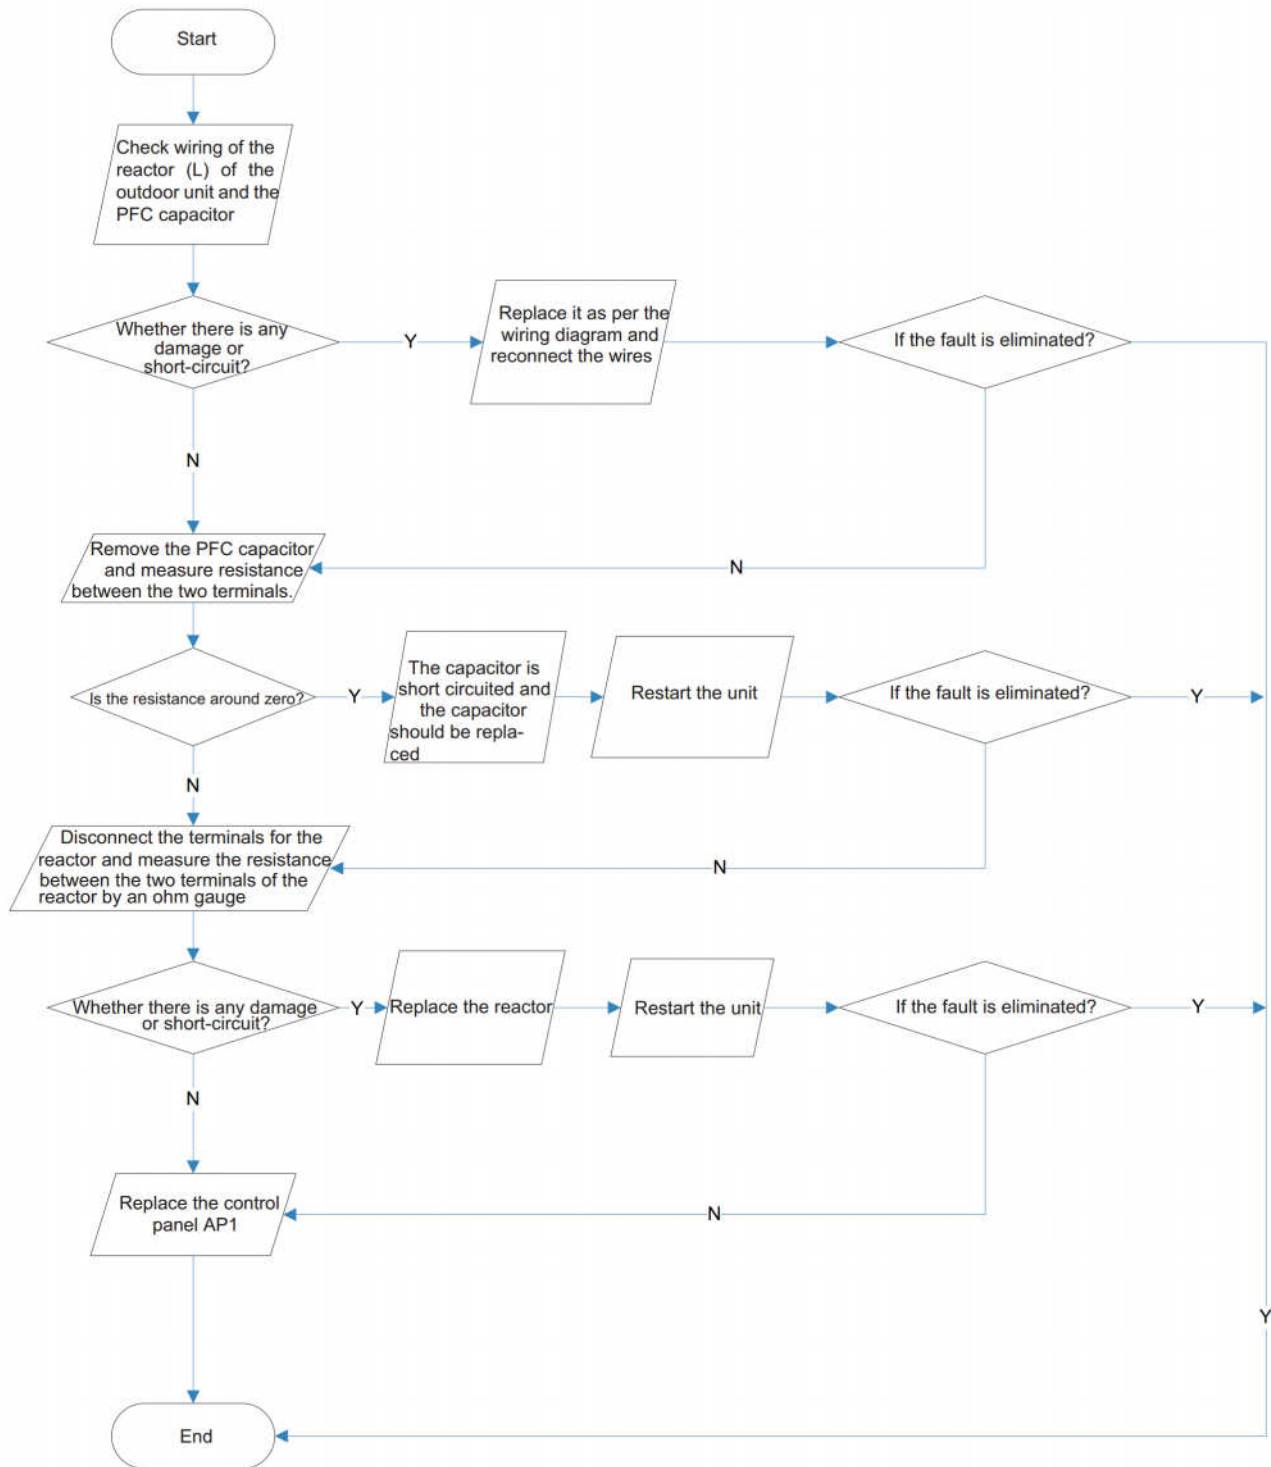 Start
Check wiring of the
reactor (L) of the
outdoor unit and the
PFC capacitor
Whether there is any
damage or
short-circuit?
Y
Replace it as per the
wiring diagram and
reconnect the wires
If the fault is eliminated?
N
Remove the PFC capacitor
and measure resistance
between the two terminals.
N
Is the resistance around zero?
Y
The capacitor is
short circuited and
the capacitor
should be repla-
ced
Restart the unit
If the fault is eliminated?
Y
N
Disconnect the terminals for the
reactor and measure the resistance
between the two terminals of the
reactor by an ohm gauge
N
Whether there is any damage
or short-circuit?
Y
Replace the reactor
Restart the unit
If the fault is eliminated?
Y
N
Replace the control
panel AP1
N
Y
End